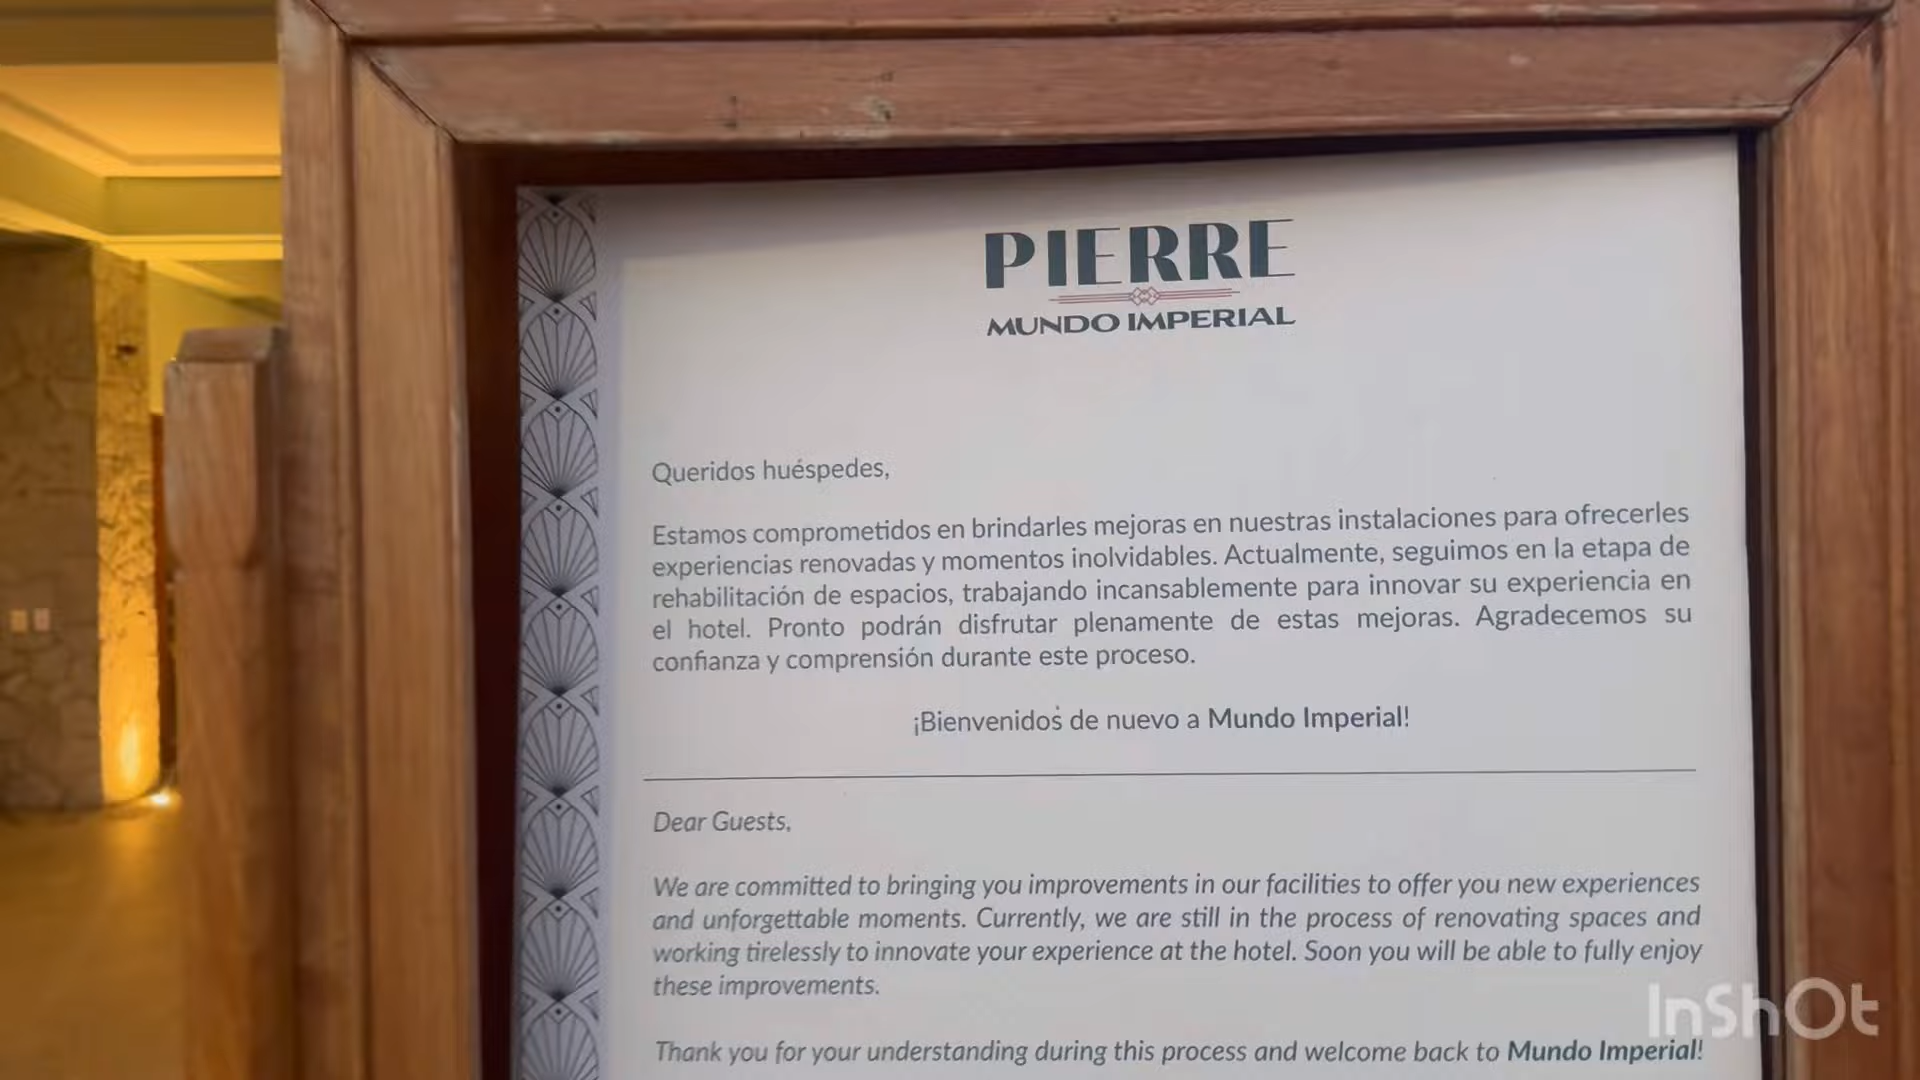 PIERRE
MUNDO IMPERIAL
Queridos huéspedes,
Estamos comprometidos en brindarles mejoras en nuestras instalaciones para ofrecerles
experiencias renovadas y momentos inolvidables. Actualmente, seguimos en la etapa de
rehabilitación de espacios, trabajando incansablemente para innovar su experiencia en
el hotel. Pronto podrán disfrutar plenamente de estas mejoras. Agradecemos su
confianza y comprensión durante este proceso.
¡Bienvenidos de nuevo a Mundo Imperial!
Dear Guests,
We are committed to bringing you improvements in our facilities to offer you new experiences
and unforgettable moments. Currently, we are still in the process of renovating spaces and
working tirelessly to innovate your experience at the hotel. Soon you will be able to fully enjoy
these improvements.
Thank you for your understanding during this process and welcome back to Mundo Imperial!
InShOt